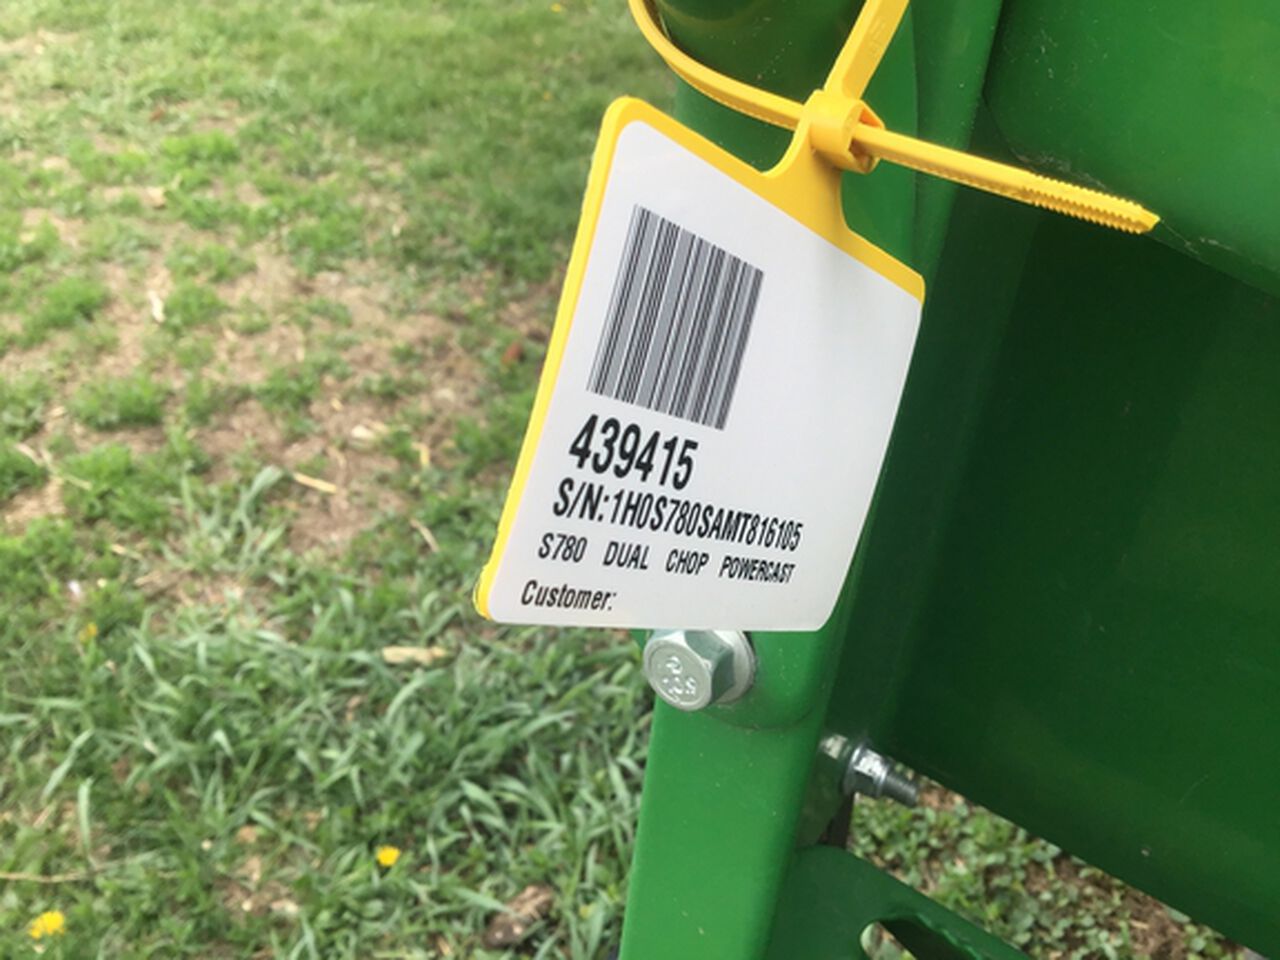 439415
S/N:1H0S780SAMT816105
S780 DUAL CHOP POWERCAST
Customer: